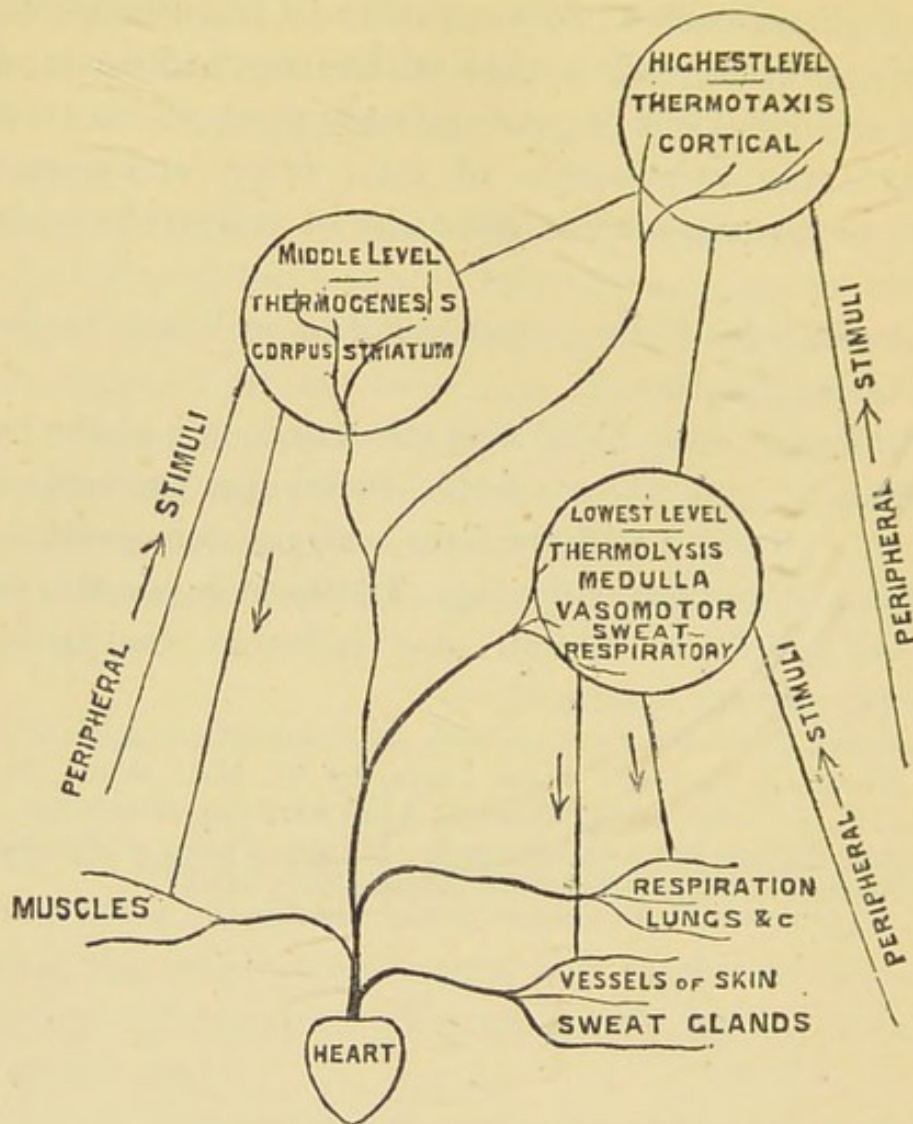 HIGHEST LEVEL
THERMOTAXIS
CORTICAL
MIDDLE LEVEL
THERMOGENESIS
CORPUS STRIATUM
PERIPHERAL → STIMULI
LOWEST LEVEL
THERMOLYSIS
MEDULLA
VASOMOTOR
SWEAT~
RESPIRATORY
PERIPHERAL → STIMULI
PERIPHERAL → STIMULI
MUSCLES
RESPIRATION
LUNGS & c
VESSELS OF SKIN
SWEAT GLANDS
HEART